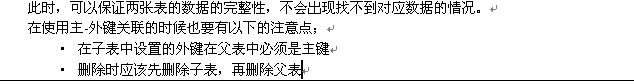 此时，可以保证两张表的数据的完整性，不会出现找不到对应数据的情况。
在使用主-外键关联的时候也要有以下的注意点；
· 在子表中设置的外键在父表中必须是主键
· 删除时应该先删除子表，再删除父表